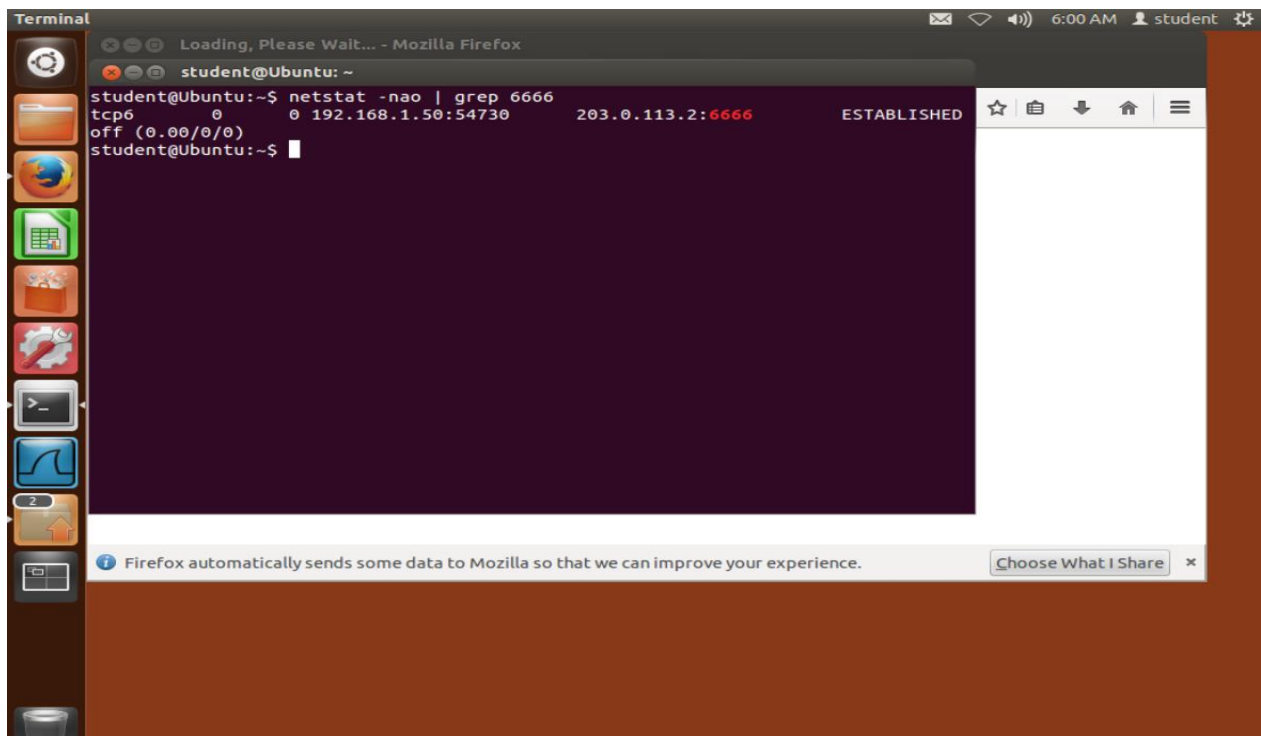 Terminal
6:00 AM student
Loading, Please Wait... - Mozilla Firefox
student@Ubuntu: ~
student@Ubuntu:~$ netstat -nao | grep 6666
tcp6 0 0 192.168.1.50:54730 203.0.113.2:6666 ESTABLISHED
off (0.00/0/0)
student@Ubuntu:~$
2
Firefox automatically sends some data to Mozilla so that we can improve your experience.
Choose What I Share